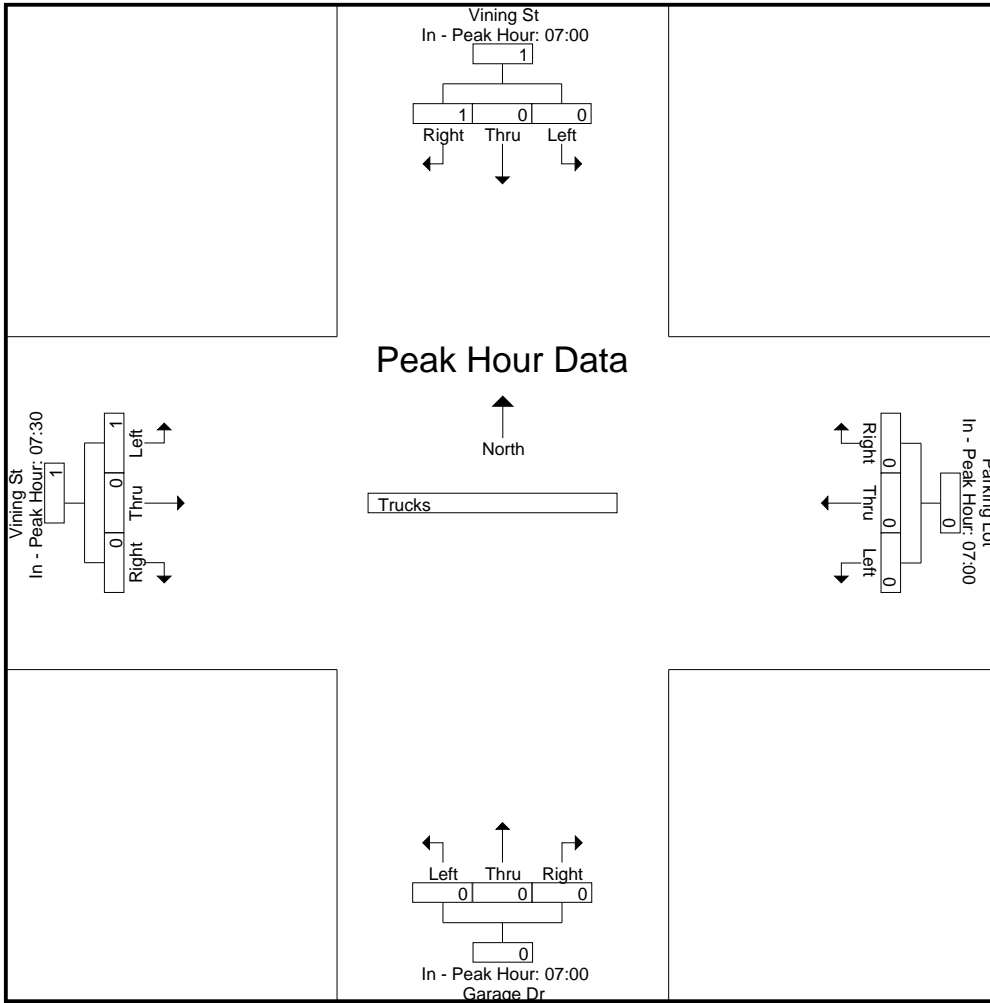 Vining St
In - Peak Hour: 07:00
1
1 0 0
Right Thru Left
Peak Hour Data
North
Trucks
Vining St
In - Peak Hour: 07:30
1
1 0 0
Left Thru Right
Right Thru Left
0 0 0
0
In - Peak Hour: 07:00
Parking Lot
Left Thru Right
0 0 0
0
In - Peak Hour: 07:00
Garage Dr